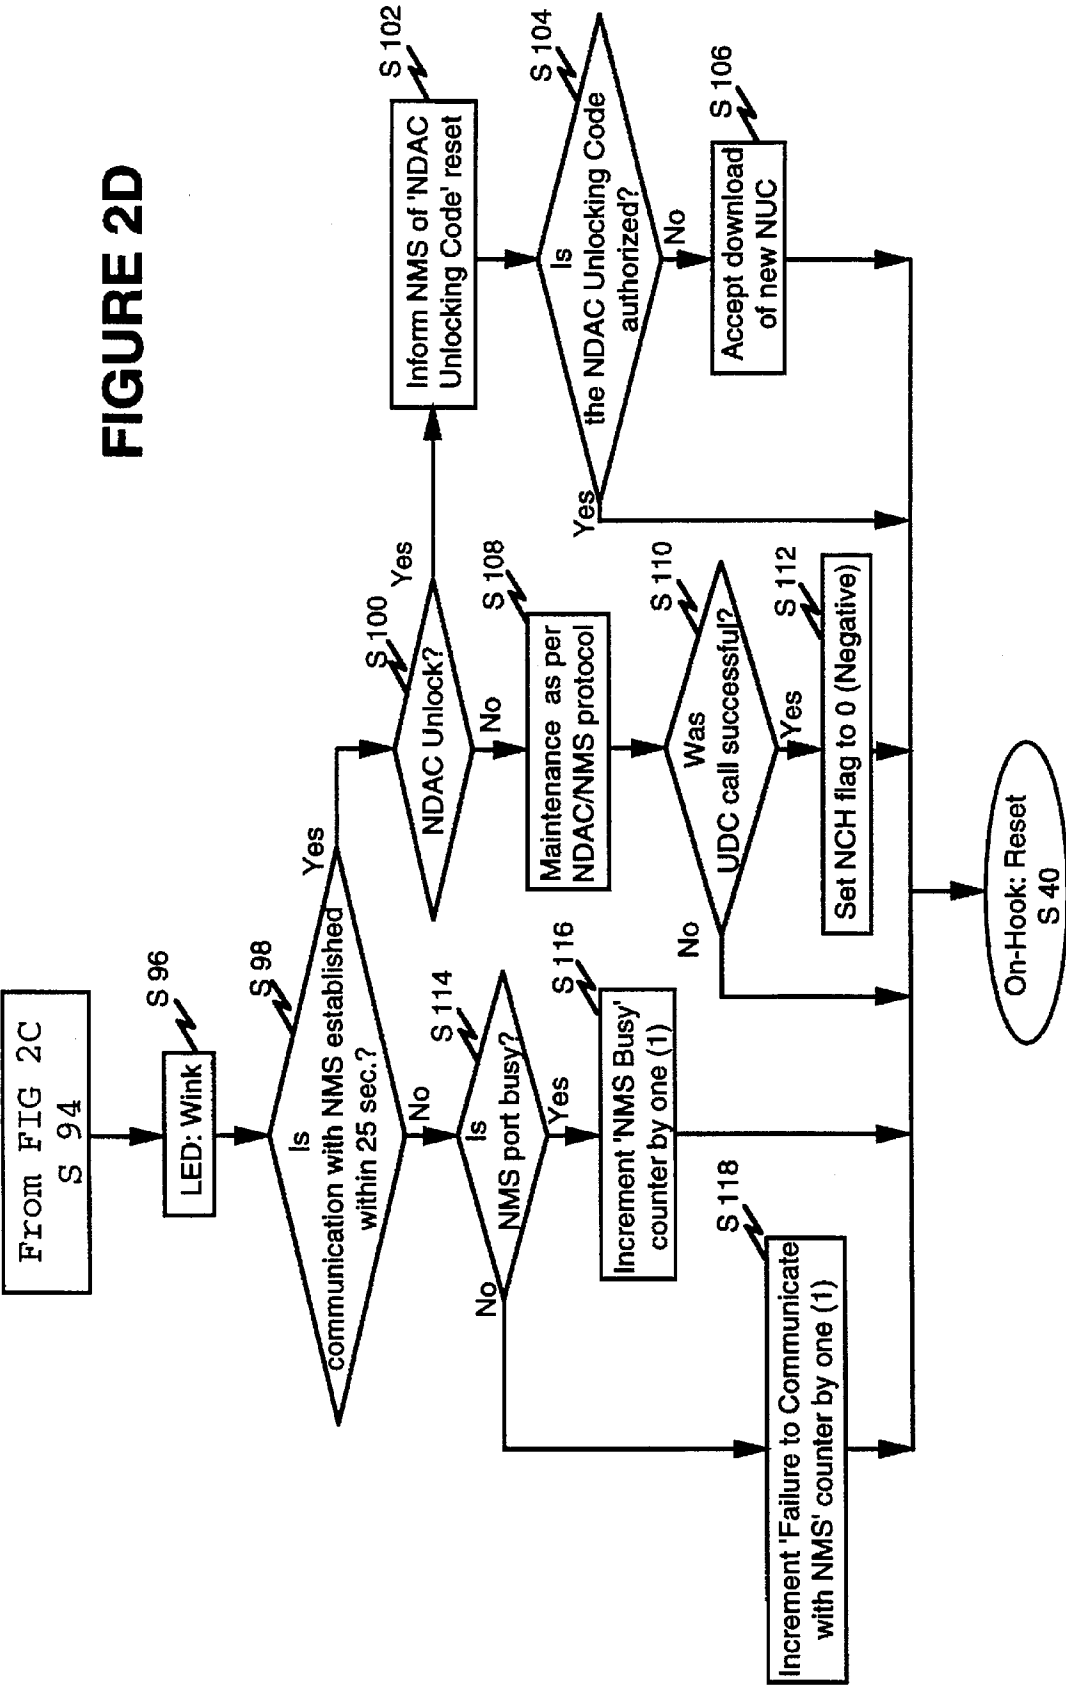 FIGURE 2D
From FIG 2C
S 94
S 96
LED: Wink
S 98
Is
communication with NMS established
within 25 sec.?
Yes
No
S 100
NDAC Unlock?
Yes
No
S 102
Inform NMS of 'NDAC
Unlocking Code' reset
S 104
Is
the NDAC Unlocking Code
authorized?
Yes
No
S 106
Accept download
of new NUC
S 108
Maintenance as per
NDAC/NMS protocol
S 110
Was
UDC call successful?
No
Yes
S 112
Set NCH flag to 0 (Negative)
S 114
Is
NMS port busy?
No
Yes
S 116
Increment 'NMS Busy'
counter by one (1)
S 118
Increment 'Failure to Communicate
with NMS' counter by one (1)
On-Hook: Reset
S 40